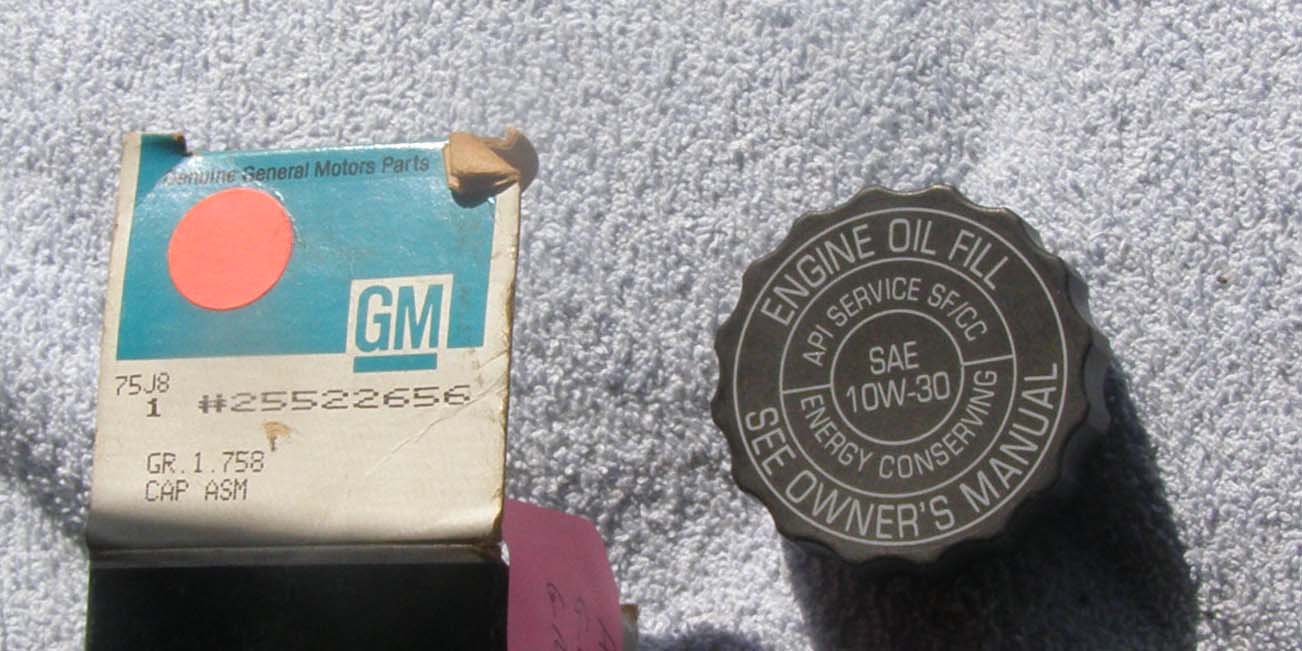 Genuine General Motors Parts
GM
75J8
1 #25522656
GR.1.758
CAP ASM
ENGINE OIL FILL
API SERVICE SF/CC
SAE
10W-30
ENERGY CONSERVING
SEE OWNER'S MANUAL